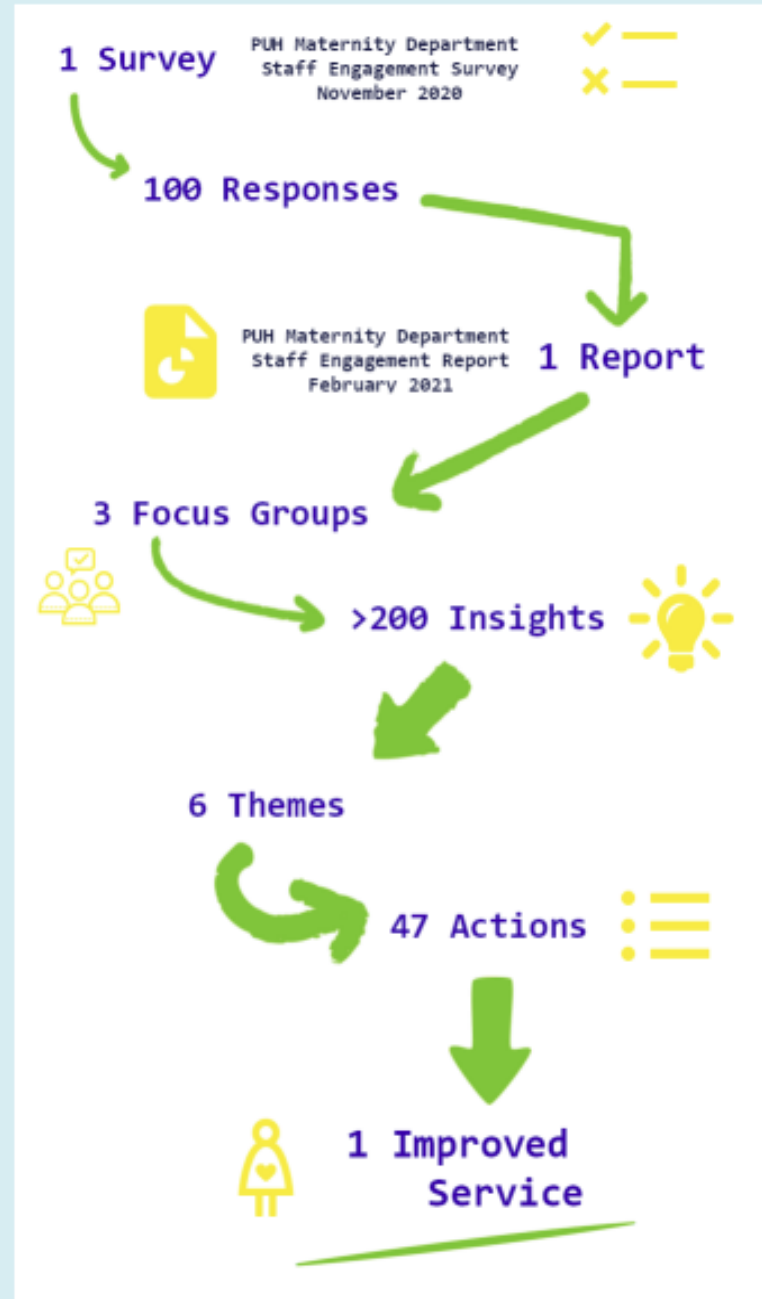 1 Survey
PUH Maternity Department
Staff Engagement Survey
November 2020
100 Responses
PUH Maternity Department
Staff Engagement Report
February 2021
1 Report
3 Focus Groups
>200 Insights
6 Themes
47 Actions
1 Improved
Service